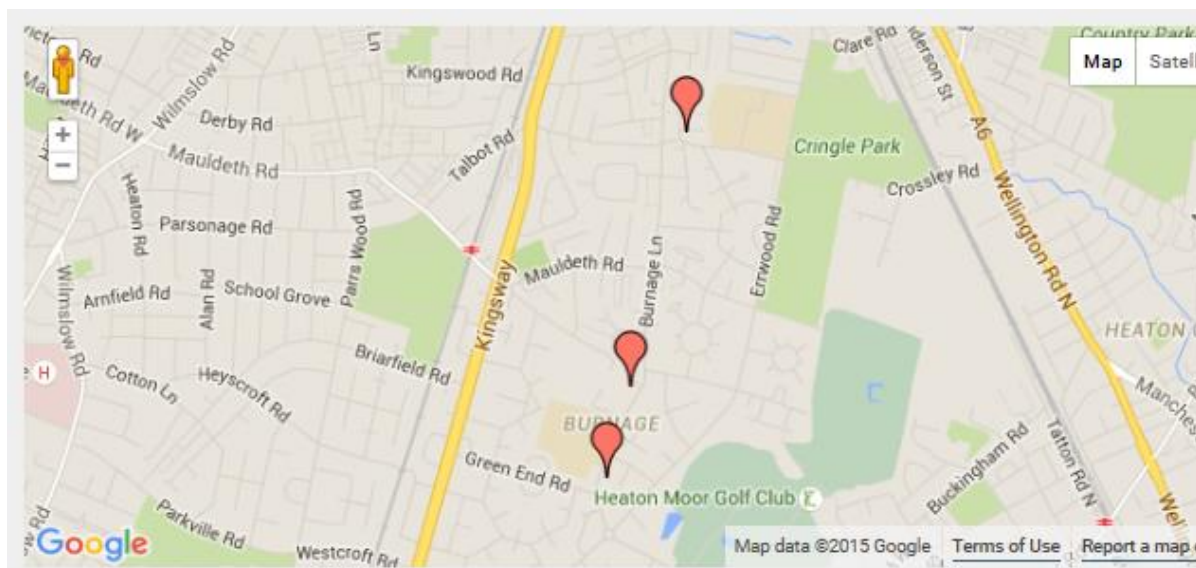 Kingswood Rd
Clare Rd
Country Park
Map
Wilmslow Rd
Derby Rd
Mauldeth Rd
Talbot Rd
A6
Cringle Park
Crossley Rd
Heaton Rd
Parsonage Rd
Parrs Wood Rd
Wellington Rd N
Mauldeth Rd
Burnage Ln
Errwood Rd
Kingsway
Wilmslow Rd
Arnfield Rd
Alan Rd
School Grove
HEATON
Briarfield Rd
H
Cotton Ln
Heyscroft Rd
BURNAGE
Green End Rd
Heaton Moor Golf Club
Buckingham Rd
Tatton Rd N
Parkville Rd
Westcroft Rd
Google
Map data ©2015 Google
Terms of Use
Report a map